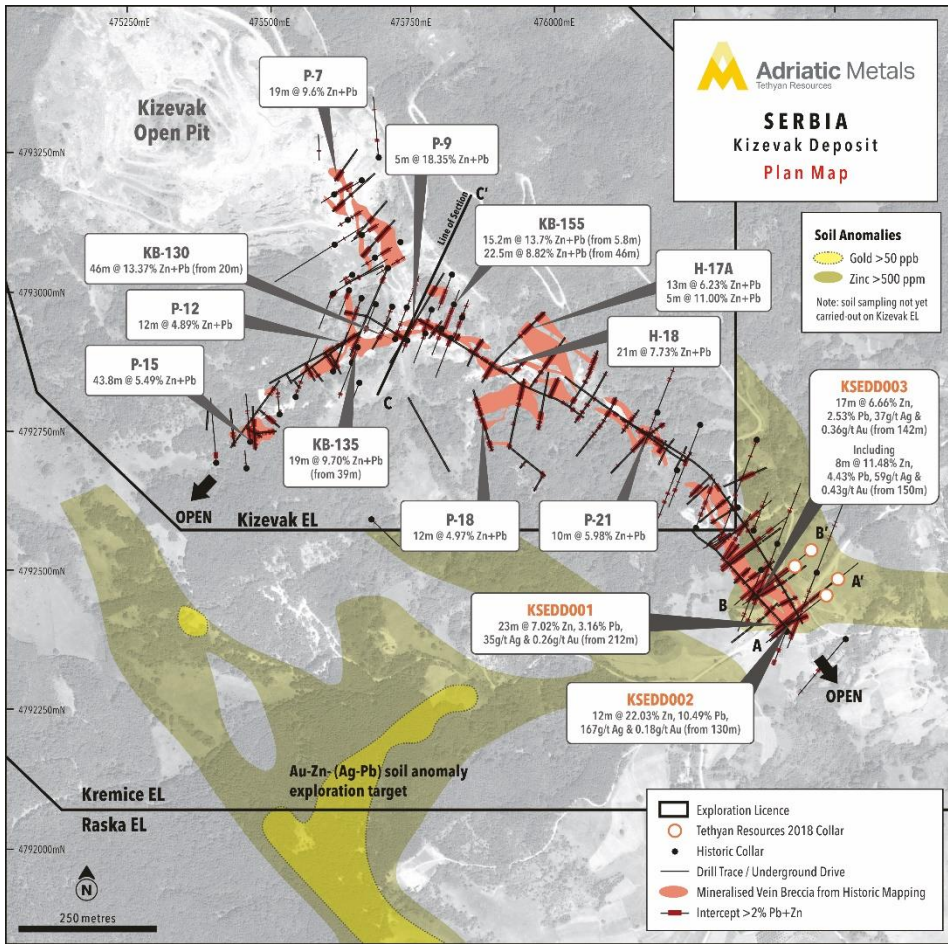 475250mE
475500mE
475750mE
476000mE
Adriatic Metals
Tethyan Resources
SERBIA
Kizevak Deposit
Plan Map
Kizevak
Open Pit
P-7
19m @ 9.6% Zn+Pb
4793250mN
P-9
5m @ 18.35% Zn+Pb
C'
Line of Section
Soil Anomalies
Gold >50 ppb
Zinc >500 ppm
Note: soil sampling not yet
carried-out on Kizevak EL
KB-130
46m @ 13.37% Zn+Pb (from 20m)
KB-155
15.2m @ 13.7% Zn+Pb (from 5.8m)
22.5m @ 8.82% Zn+Pb (from 46m)
H-17A
13m @ 6.23% Zn+Pb
5m @ 11.00% Zn+Pb
4793000mN
P-12
12m @ 4.89% Zn+Pb
H-18
21m @ 7.73% Zn+Pb
P-15
43.8m @ 5.49% Zn+Pb
C
KSEDD003
17m @ 6.66% Zn,
2.53% Pb, 37g/t Ag &
0.36g/t Au (from 142m)
Including
8m @ 11.48% Zn,
4.43% Pb, 59g/t Ag &
0.43g/t Au (from 150m)
4792750mN
KB-135
19m @ 9.70% Zn+Pb
(from 39m)
OPEN
Kizevak EL
P-18
12m @ 4.97% Zn+Pb
P-21
10m @ 5.98% Zn+Pb
B'
4792500mN
A'
B
KSEDD001
23m @ 7.02% Zn, 3.16% Pb,
35g/t Ag & 0.26g/t Au (from 212m)
A
OPEN
KSEDD002
12m @ 22.03% Zn, 10.49% Pb,
167g/t Ag & 0.18g/t Au (from 130m)
4792250mN
Au-Zn- (Ag-Pb) soil anomaly
exploration target
Kremice EL
Raska EL
4792000mN
N
250 metres
Exploration Licence
Tethyan Resources 2018 Collar
Historic Collar
Drill Trace / Underground Drive
Mineralised Vein Breccia from Historic Mapping
Intercept >2% Pb+Zn